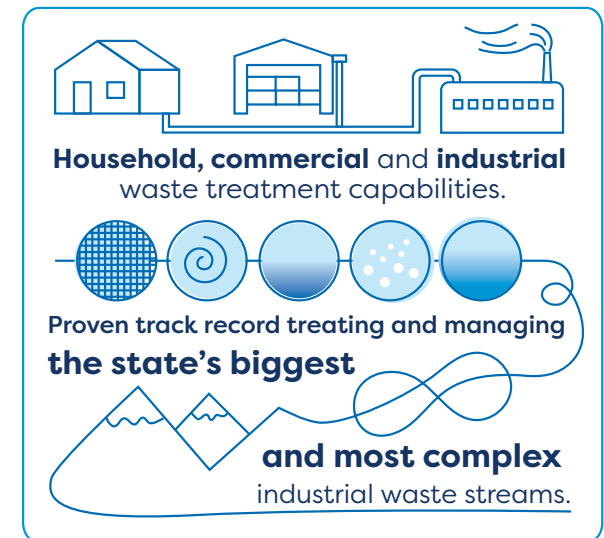 Household, commercial and industrial
waste treatment capabilities.
Proven track record treating and managing
the state's biggest
and most complex
industrial waste streams.